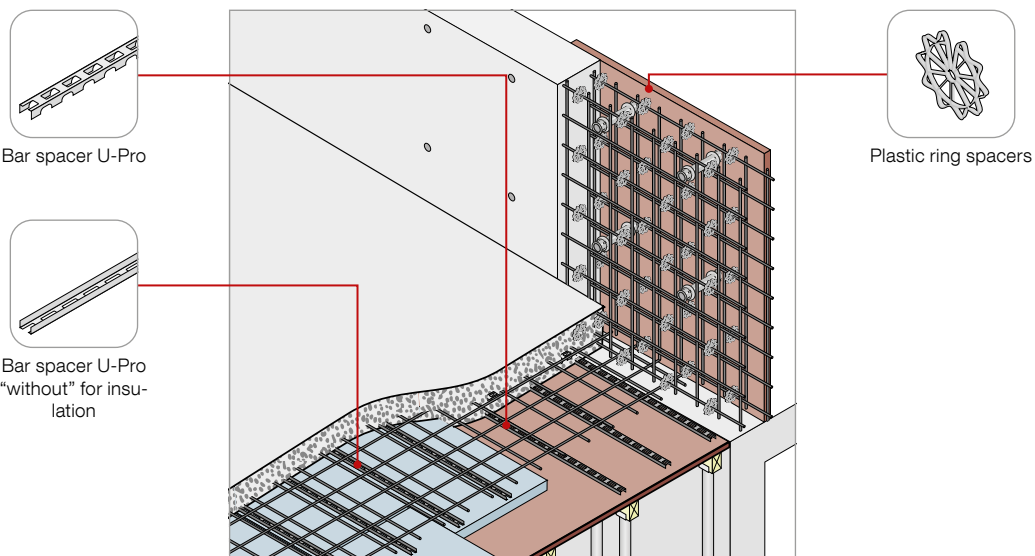 Bar spacer U-Pro
Plastic ring spacers
Bar spacer U-Pro
“without” for insu-
lation